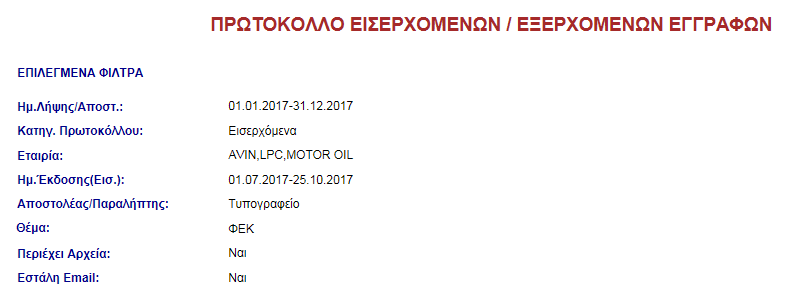 ΠΡΩΤΟΚΟΛΛΟ ΕΙΣΕΡΧΟΜΕΝΩΝ / ΕΞΕΡΧΟΜΕΝΩΝ ΕΓΓΡΑΦΩΝ
ΕΠΙΛΕΓΜΕΝΑ ΦΙΛΤΡΑ
Ημ.Λήψης/Αποστ.: 01.01.2017-31.12.2017
Κατηγ. Πρωτοκόλλου: Εισερχόμενα
Εταιρία: AVIN,LPC,MOTOR OIL
Ημ.Έκδοσης(Εισ.): 01.07.2017-25.10.2017
Αποστολέας/Παραλήπτης: Τυπογραφείο
Θέμα: ΦΕΚ
Περιέχει Αρχεία: Ναι
Εστάλη Email: Ναι